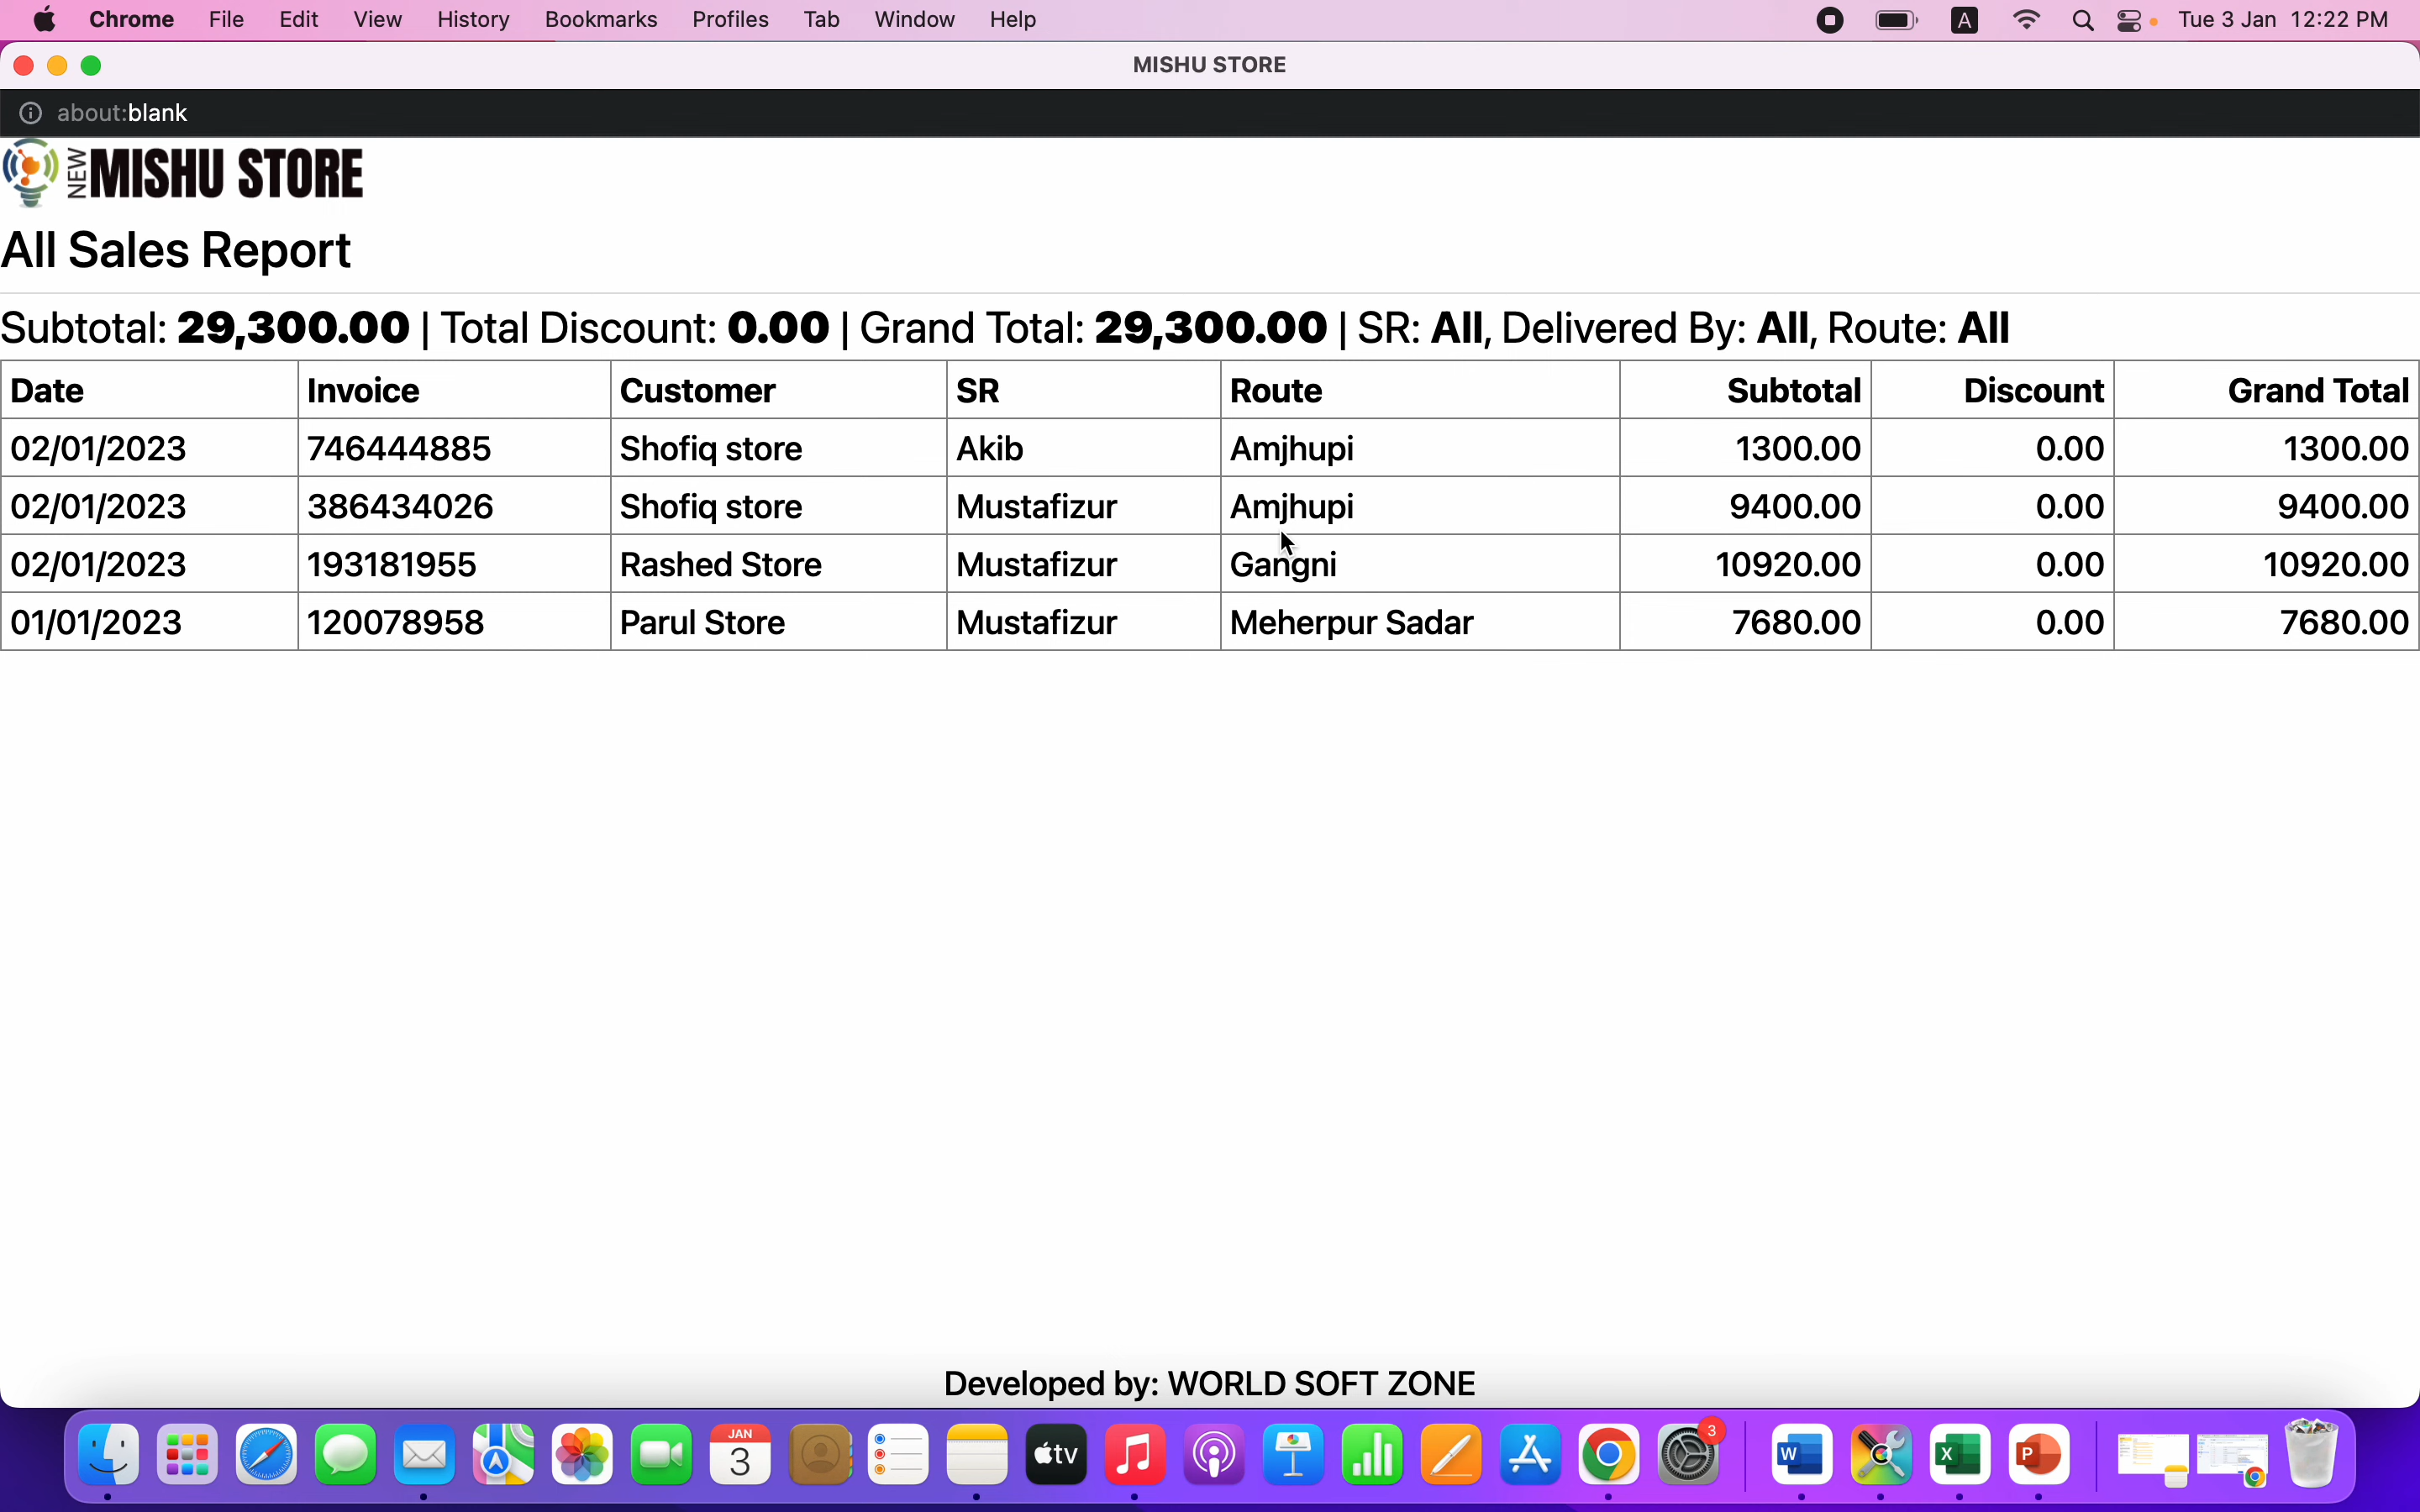 Chrome File Edit View History Bookmarks Profiles Tab Window Help A Tue 3 Jan 12:22 PM
MISHU STORE
about:blank
NEW MISHU STORE
All Sales Report
Subtotal: 29,300.00 | Total Discount: 0.00 | Grand Total: 29,300.00 | SR: All, Delivered By: All, Route: All
Date Invoice Customer SR Route Subtotal Discount Grand Total
02/01/2023 746444885 Shofiq store Akib Amjhupi 1300.00 0.00 1300.00
02/01/2023 386434026 Shofiq store Mustafizur Amjhupi 9400.00 0.00 9400.00
02/01/2023 193181955 Rashed Store Mustafizur Gangni 10920.00 0.00 10920.00
01/01/2023 120078958 Parul Store Mustafizur Meherpur Sadar 7680.00 0.00 7680.00
Developed by: WORLD SOFT ZONE
JAN
3
tv
3
W
X
P